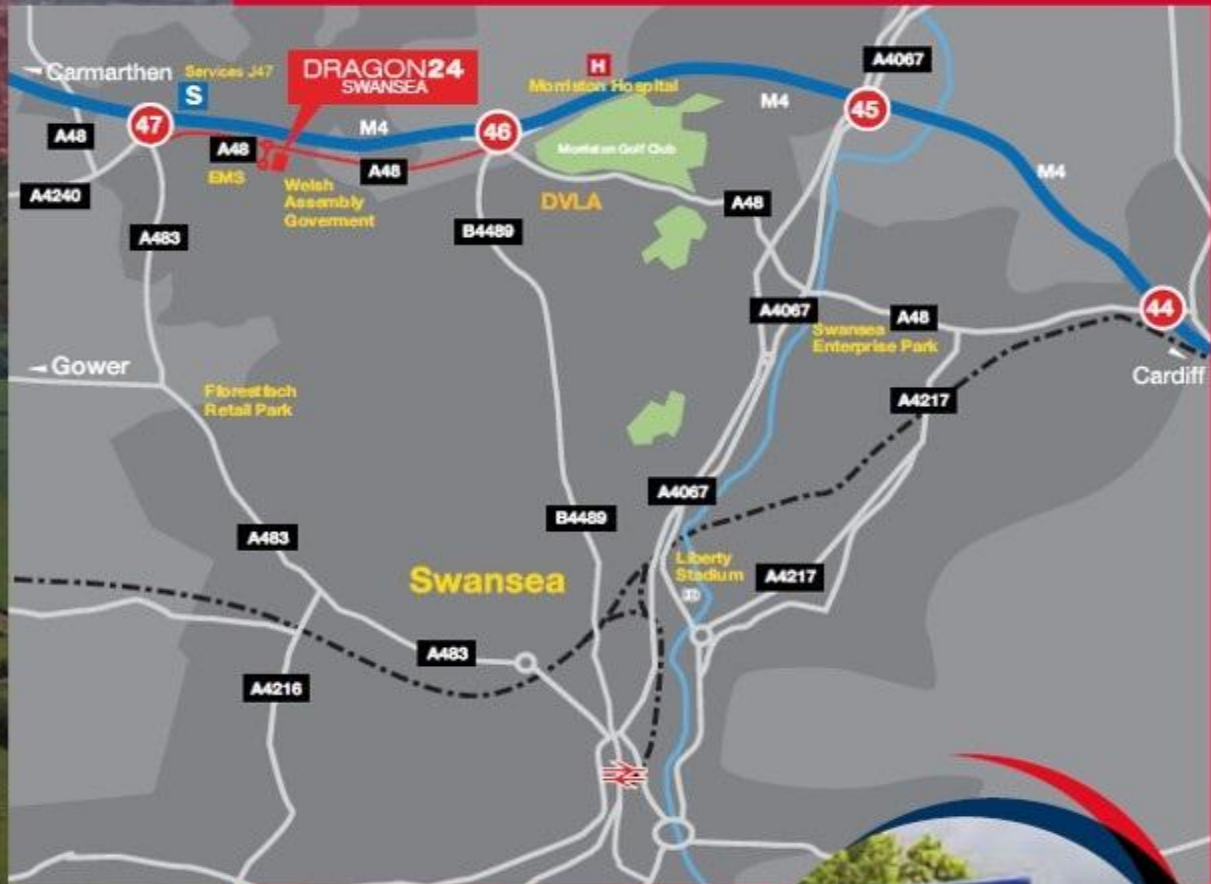 A4067
Carmarthen
Services J47
S
DRAGON24
SWANSEA
H
Morriston Hospital
47
M4
46
45
M4
A48
A48
A48
Morriston Golf Club
M4
EMS
Welsh
Assembly
Goverment
A4240
DVLA
A48
A483
B4489
44
A4067
A48
Swansea
Enterprise Park
Gower
Cardiff
Fforestfach
Retail Park
A4217
A4067
B4489
A483
Swansea
Liberty
Stadium
A4217
A483
A4216